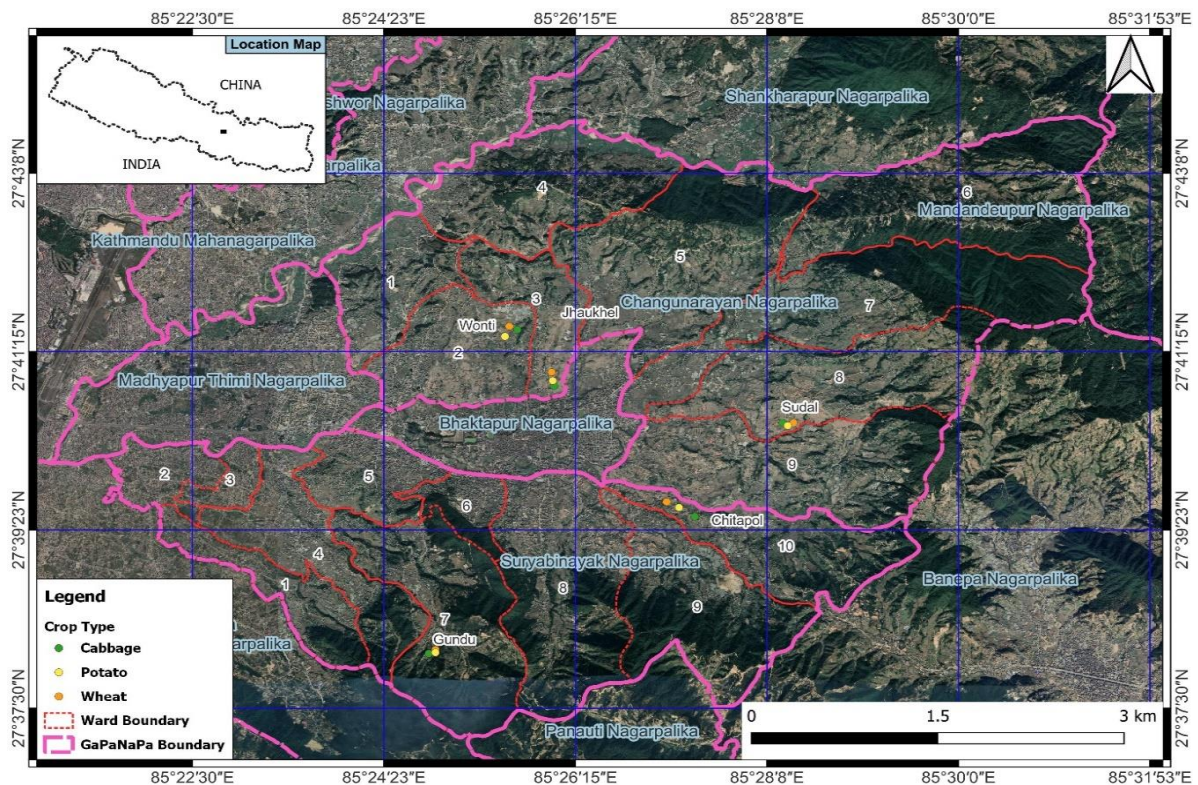 85°22'30"E 85°24'23"E 85°26'15"E 85°28'8"E 85°30'0"E 85°31'53"E
Location Map
CHINA
INDIA
shwor Nagarpalika
Shankharapur Nagarpalika
arpalika
27°43'8"N
27°43'8"N
4
6
Mandandeupur Nagarpalika
Kathmandu Mahanagarpalika
5
1
3
Jhaukhel
Changunarayan Nagarpalika
7
Wonti
2
27°41'15"N
27°41'15"N
Madhyapur Thimi Nagarpalika
8
Sudal
Bhaktapur Nagarpalika
9
2
3
5
6
Chitapol
27°39'23"N
27°39'23"N
10
4
Suryabinayak Nagarpalika
1
8
Banepa Nagarpalika
9
7
Gundu
arpalika
Legend
Crop Type
Cabbage
Potato
Wheat
Ward Boundary
GaPaNaPa Boundary
27°37'30"N
27°37'30"N
Panauti Nagarpalika
0 1.5 3 km
85°22'30"E 85°24'23"E 85°26'15"E 85°28'8"E 85°30'0"E 85°31'53"E